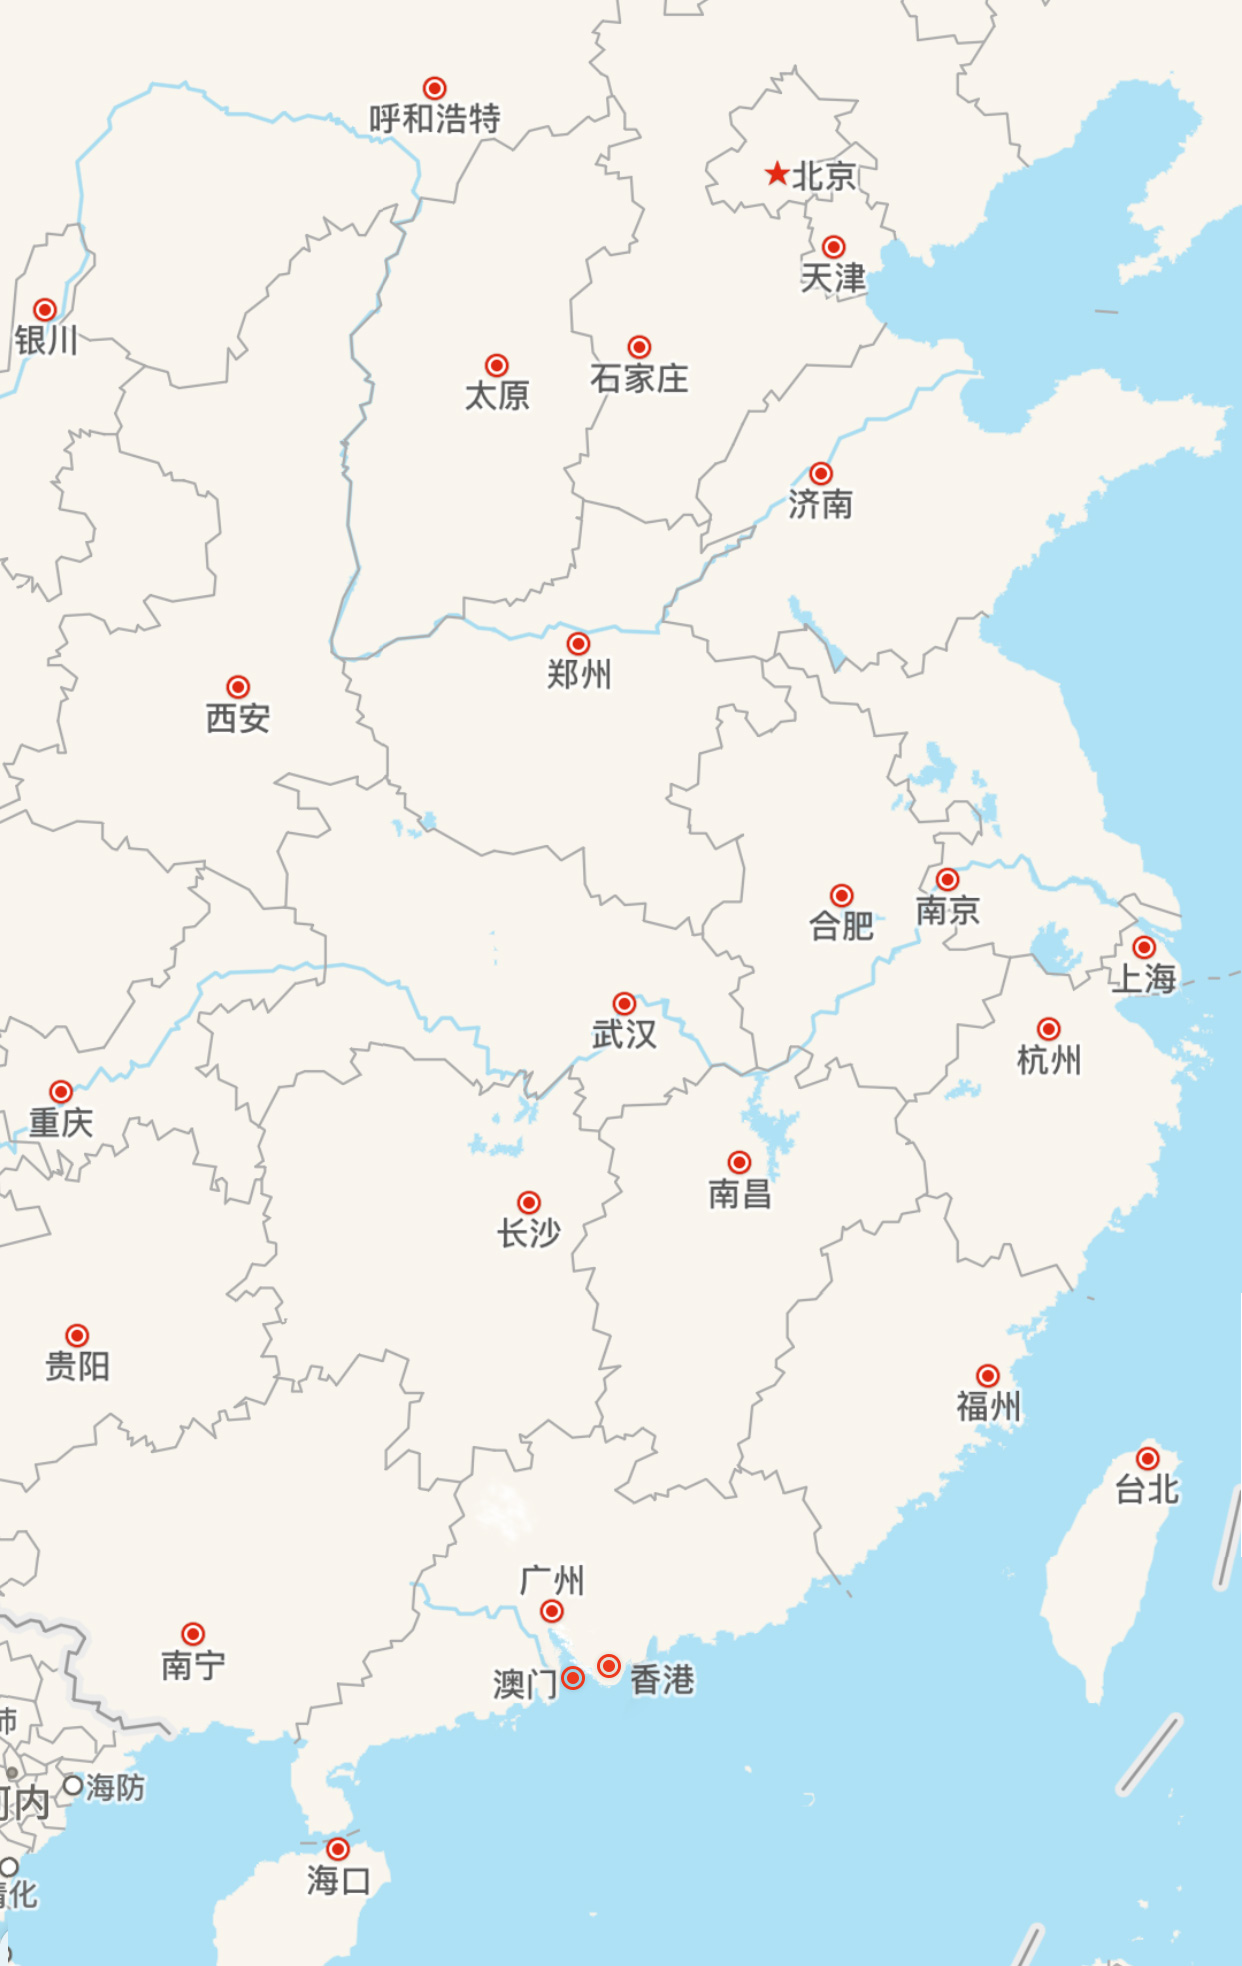 呼和浩特
北京
天津
银川
太原
石家庄
济南
郑州
西安
合肥
南京
上海
武汉
杭州
重庆
南昌
长沙
贵阳
福州
台北
广州
南宁
澳门
香港
海防
内
海口
化